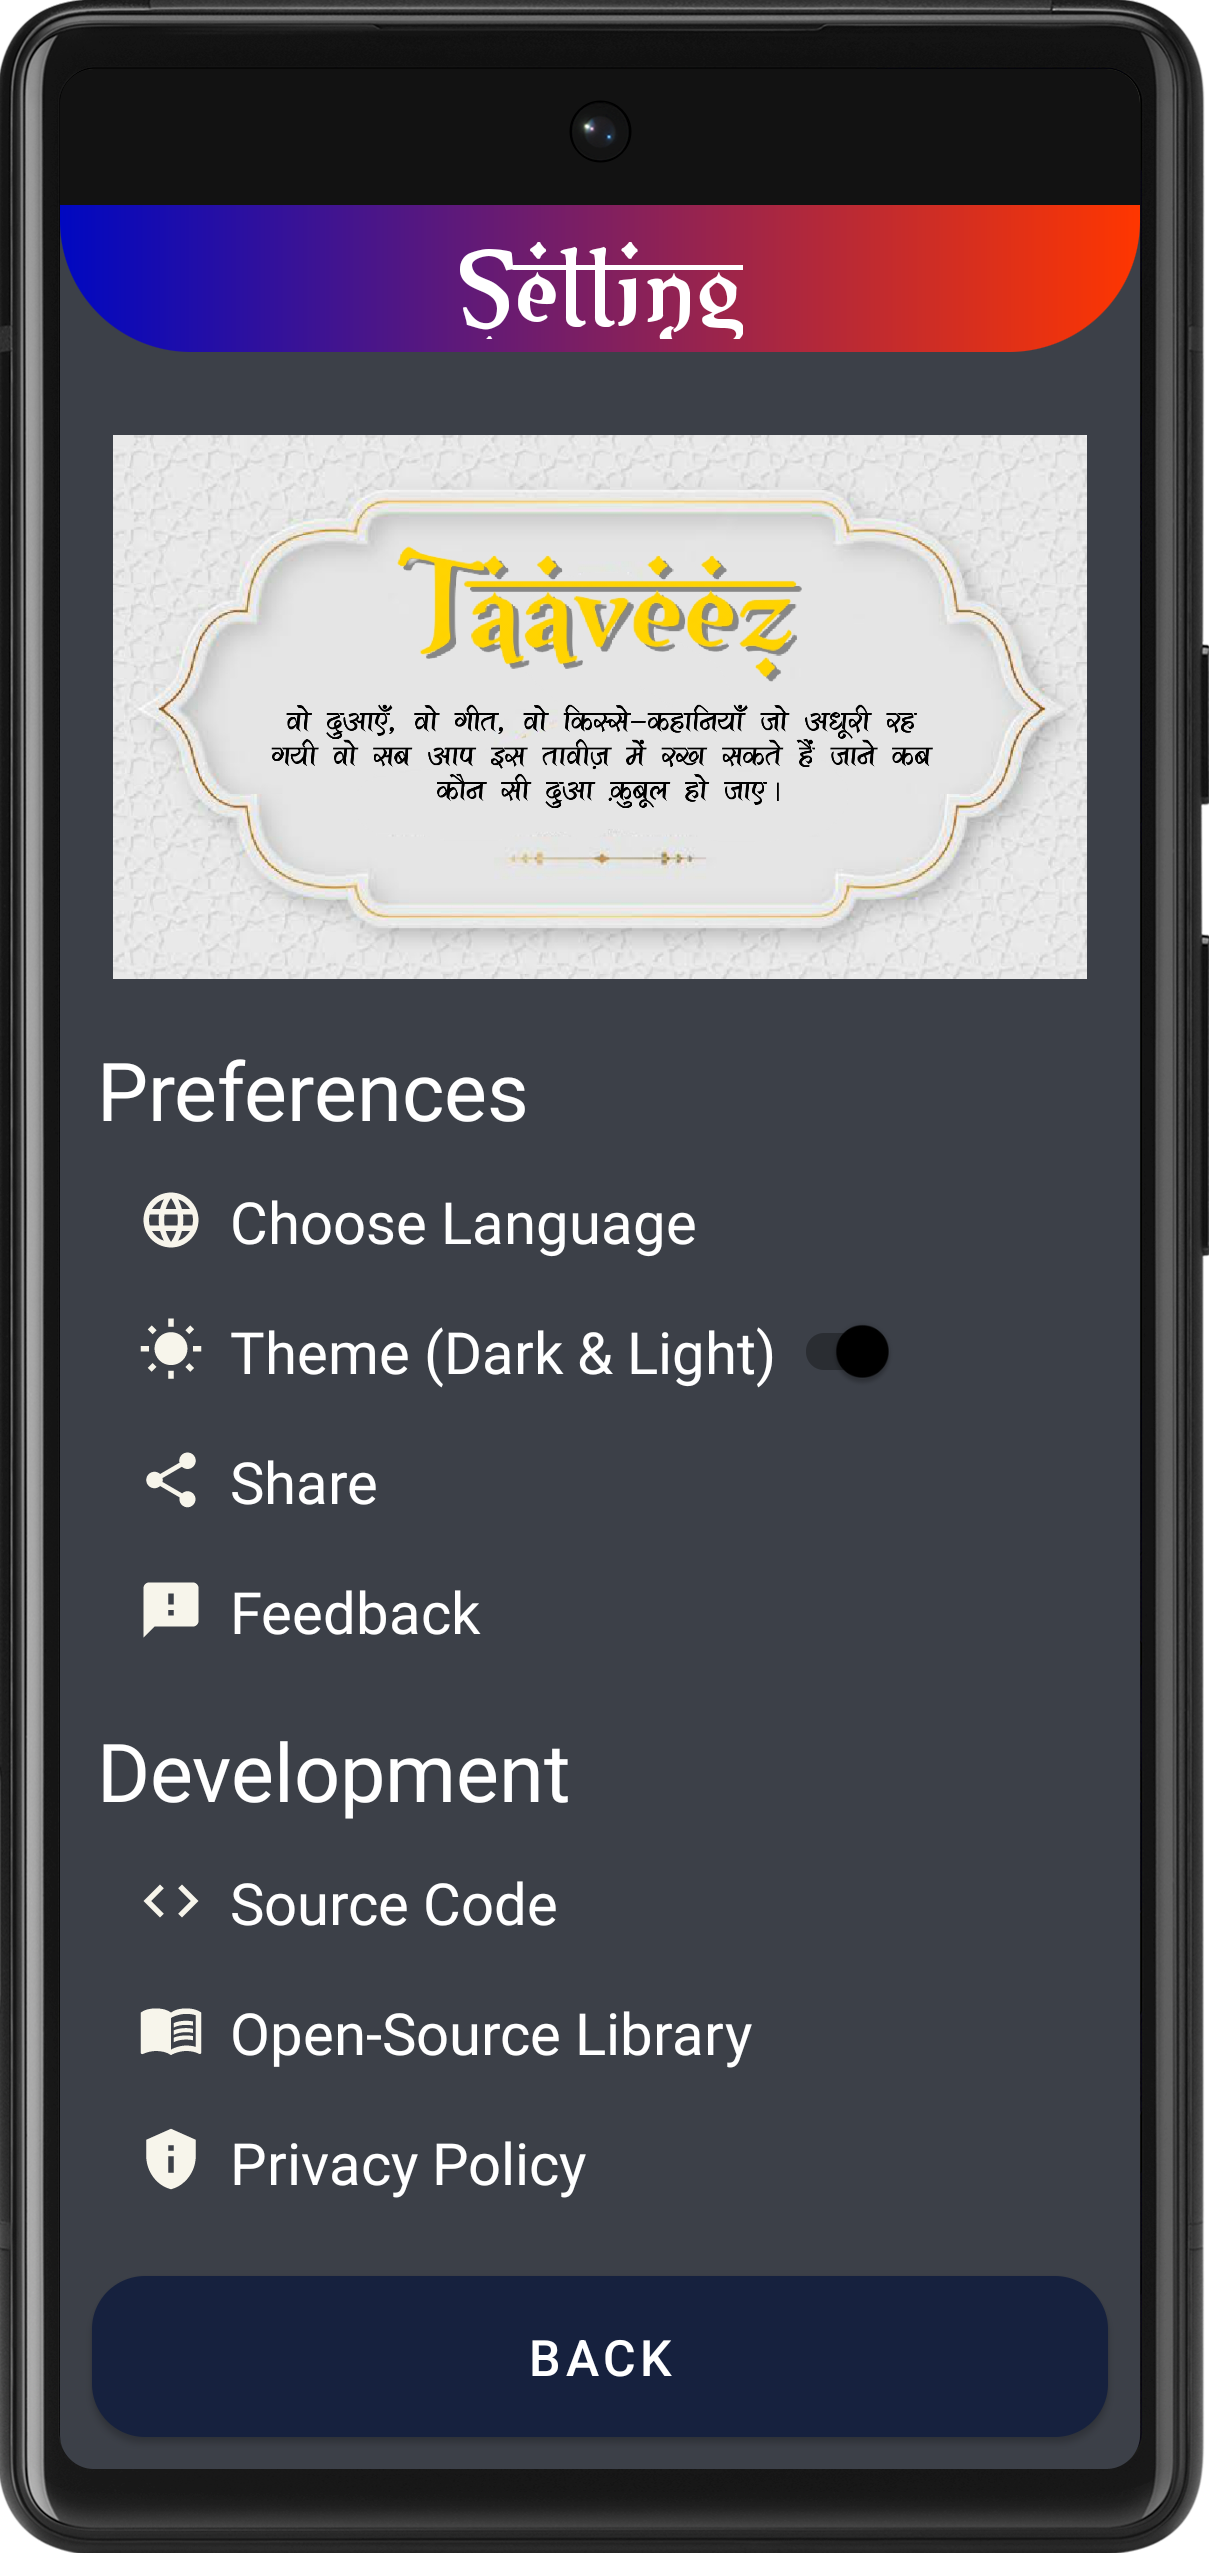 Setting
Taaveez
वो दुआएँ, वो गीत, वो किस्से-कहानियाँ जो अधूरी रह
गयी वो सब आप इस तावीज़ में रख सकते हैं जाने कब
कौन सी दुआ क़ुबूल हो जाए।
Preferences
Choose Language
Theme (Dark & Light)
Share
Feedback
Development
Source Code
Open-Source Library
Privacy Policy
BACK